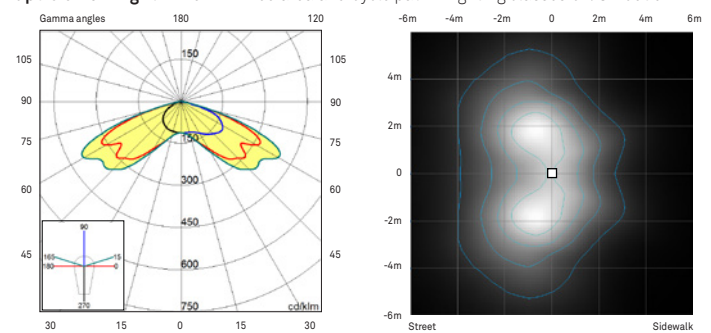 Gamma angles 180 120
-6m -4m -2m 0 2m 4m 6m
105 150 105
90 90
75 150 75
300
60 60
450
45 600 45
750 cd/klm
90
165 15
180 0
270
30 15 0 15 30
4m
2m
0
-2m
-4m
-6m
Street Sidewalk